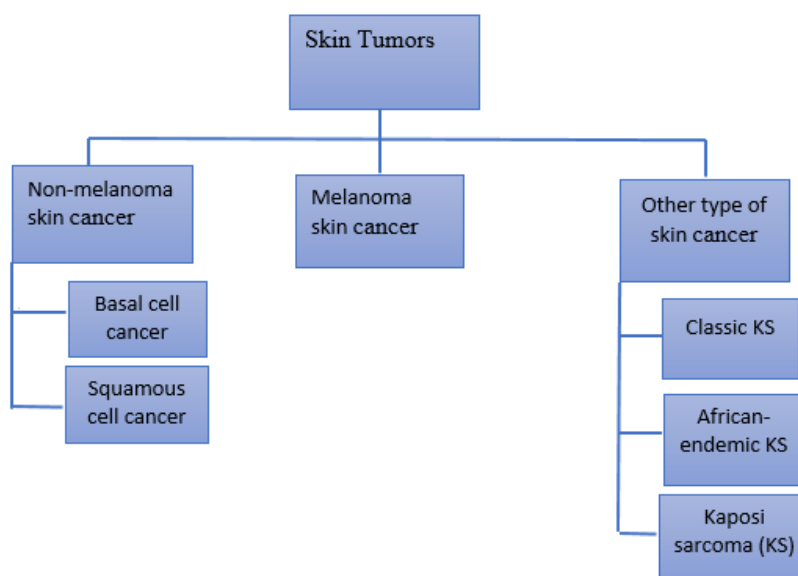 Skin Tumors
Non-melanoma
skin cancer
Melanoma
skin cancer
Other type of
skin cancer
Basal cell
cancer
Squamous
cell cancer
Classic KS
African-
endemic KS
Kaposi
sarcoma (KS)